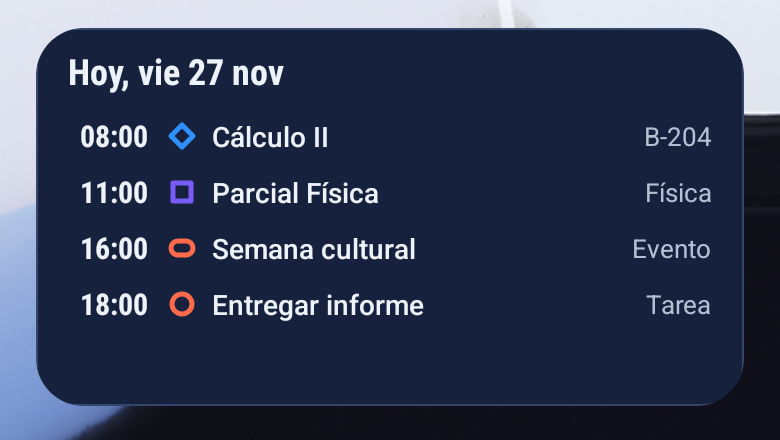 Hoy, vie 27 nov
08:00 Cálculo II B-204
11:00 Parcial Física Física
16:00 Semana cultural Evento
18:00 Entregar informe Tarea